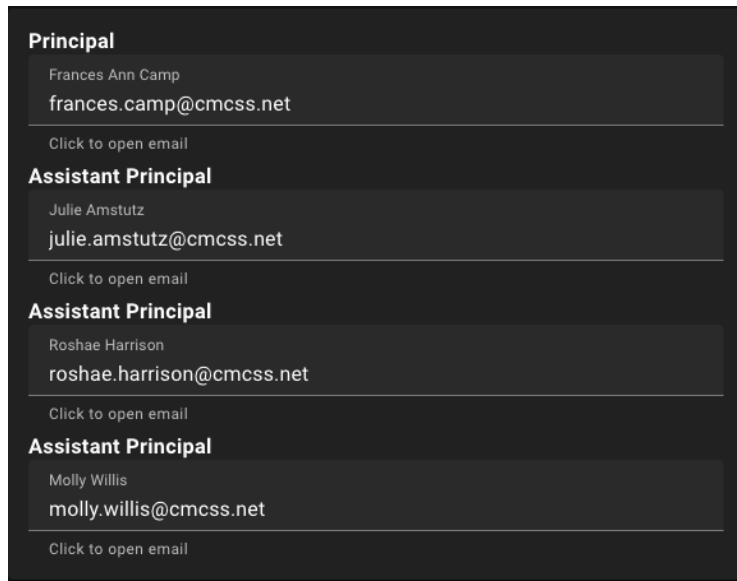 Principal
Frances Ann Camp
frances.camp@cmcss.net
Click to open email
Assistant Principal
Julie Amstutz
julie.amstutz@cmcss.net
Click to open email
Assistant Principal
Roshae Harrison
roshae.harrison@cmcss.net
Click to open email
Assistant Principal
Molly Willis
molly.willis@cmcss.net
Click to open email